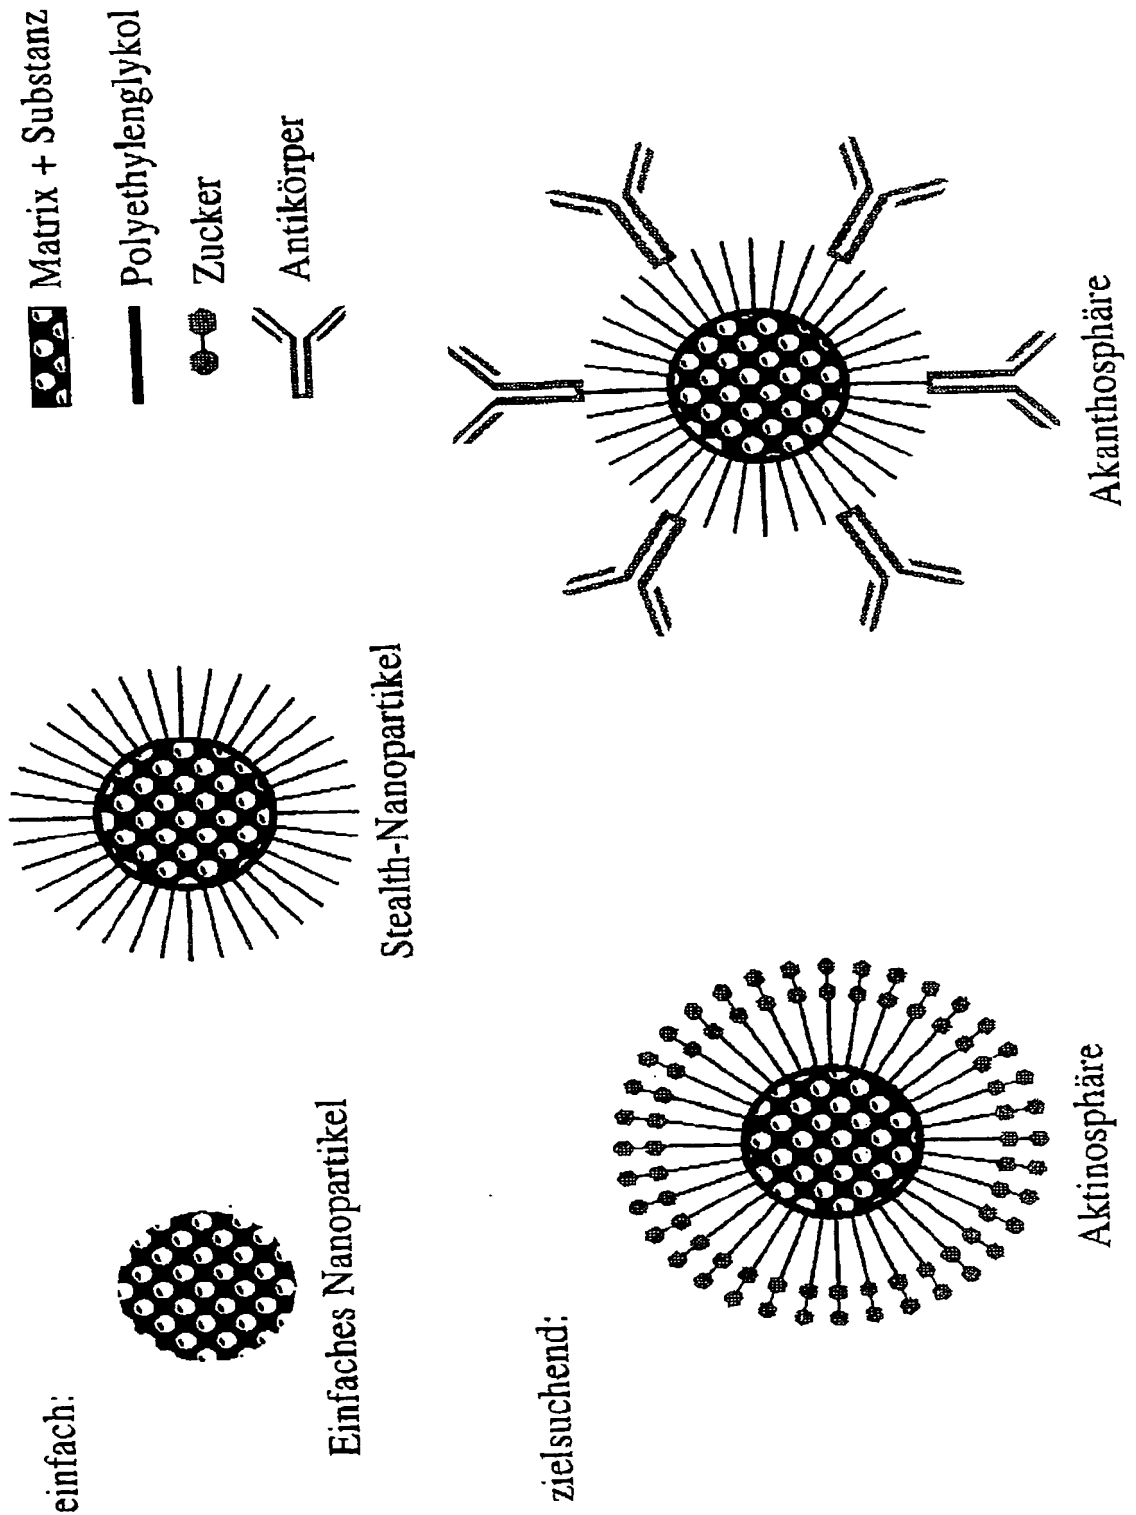 einfach:
Einfaches Nanopartikel
Stealth-Nanopartikel
Matrix + Substanz
Polyethylenglykol
Zucker
Antikörper
zielsuchend:
Aktinosphäre
Akanthosphäre